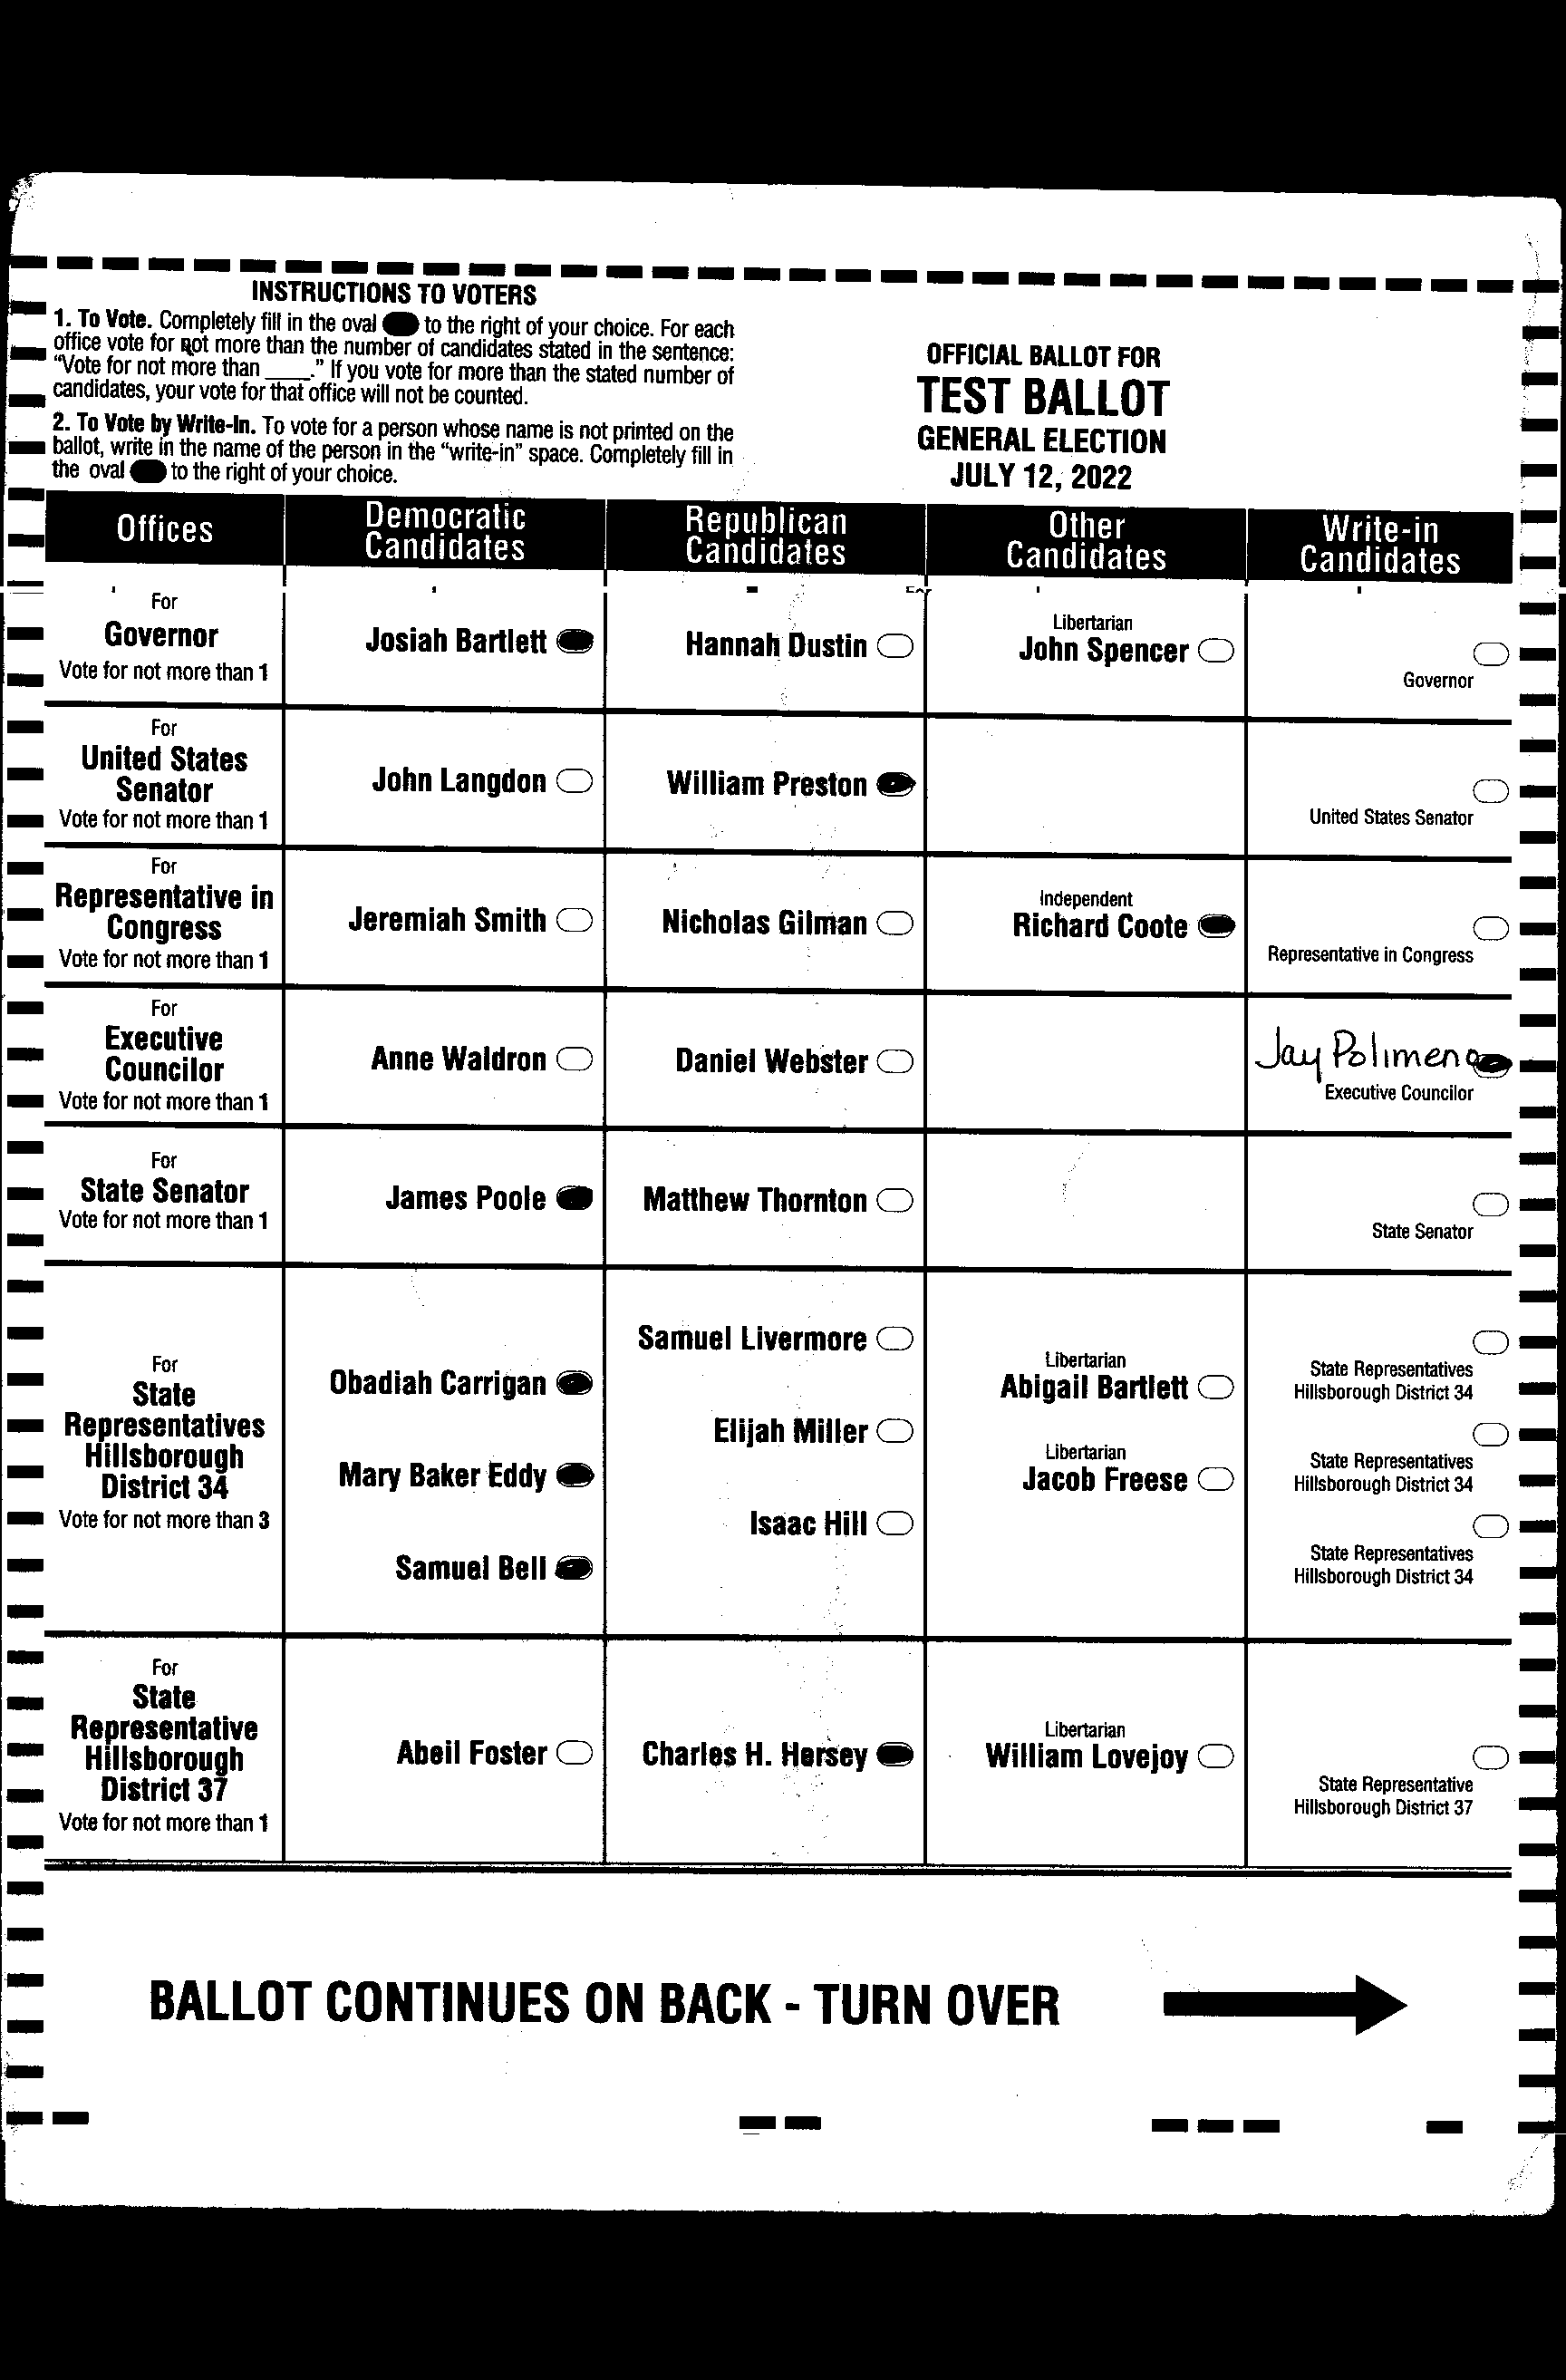 INSTRUCTIONS TO VOTERS
1. To Vote. Completely fill in the oval to the right of your choice. For each
office vote for not more than the number of candidates stated in the sentence:
“Vote for not more than ____.” If you vote for more than the stated number of
candidates, your vote for that office will not be counted.
2. To Vote by Write-In. To vote for a person whose name is not printed on the
ballot, write in the name of the person in the “write-in” space. Completely fill in
the oval to the right of your choice.
OFFICIAL BALLOT FOR
TEST BALLOT
GENERAL ELECTION
JULY 12, 2022
Offices
Democratic
Candidates
Republican
Candidates
Other
Candidates
Write-in
Candidates
For
Governor
Vote for not more than 1
Josiah Bartlett
Hannah Dustin
Libertarian
John Spencer
Governor
For
United States
Senator
Vote for not more than 1
John Langdon
William Preston
United States Senator
For
Representative in
Congress
Vote for not more than 1
Jeremiah Smith
Nicholas Gilman
Independent
Richard Coote
Representative in Congress
For
Executive
Councilor
Vote for not more than 1
Anne Waldron
Daniel Webster
Jay Polimeno
Executive Councilor
For
State Senator
Vote for not more than 1
James Poole
Matthew Thornton
State Senator
For
State
Representatives
Hillsborough
District 34
Vote for not more than 3
Obadiah Carrigan
Mary Baker Eddy
Samuel Bell
Samuel Livermore
Elijah Miller
Isaac Hill
Libertarian
Abigail Bartlett
Libertarian
Jacob Freese
State Representatives
Hillsborough District 34
State Representatives
Hillsborough District 34
State Representatives
Hillsborough District 34
For
State
Representative
Hillsborough
District 37
Vote for not more than 1
Abeil Foster
Charles H. Hersey
Libertarian
William Lovejoy
State Representative
Hillsborough District 37
BALLOT CONTINUES ON BACK - TURN OVER